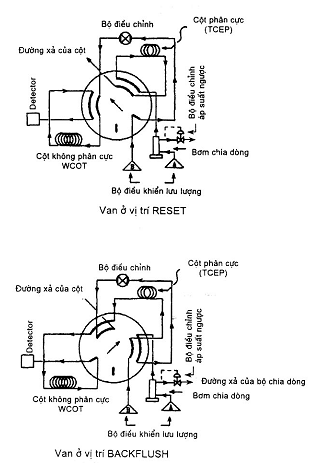 Bộ điều chỉnh
Cột phân cực
(TCEP)
Đường xả của cột
Detector
Bộ điều chỉnh
áp suất ngược
Cột không phân cực
WCOT
Bơm chia dòng
Bộ điều khiển lưu lượng
Van ở vị trí RESET
Bộ điều chỉnh
Cột phân cực
(TCEP)
Đường xả của cột
Detector
Bộ điều chỉnh
áp suất ngược
Đường xả của bộ chia dòng
Cột không phân cực
WCOT
Bơm chia dòng
Bộ điều khiển lưu lượng
Van ở vị trí BACKFLUSH